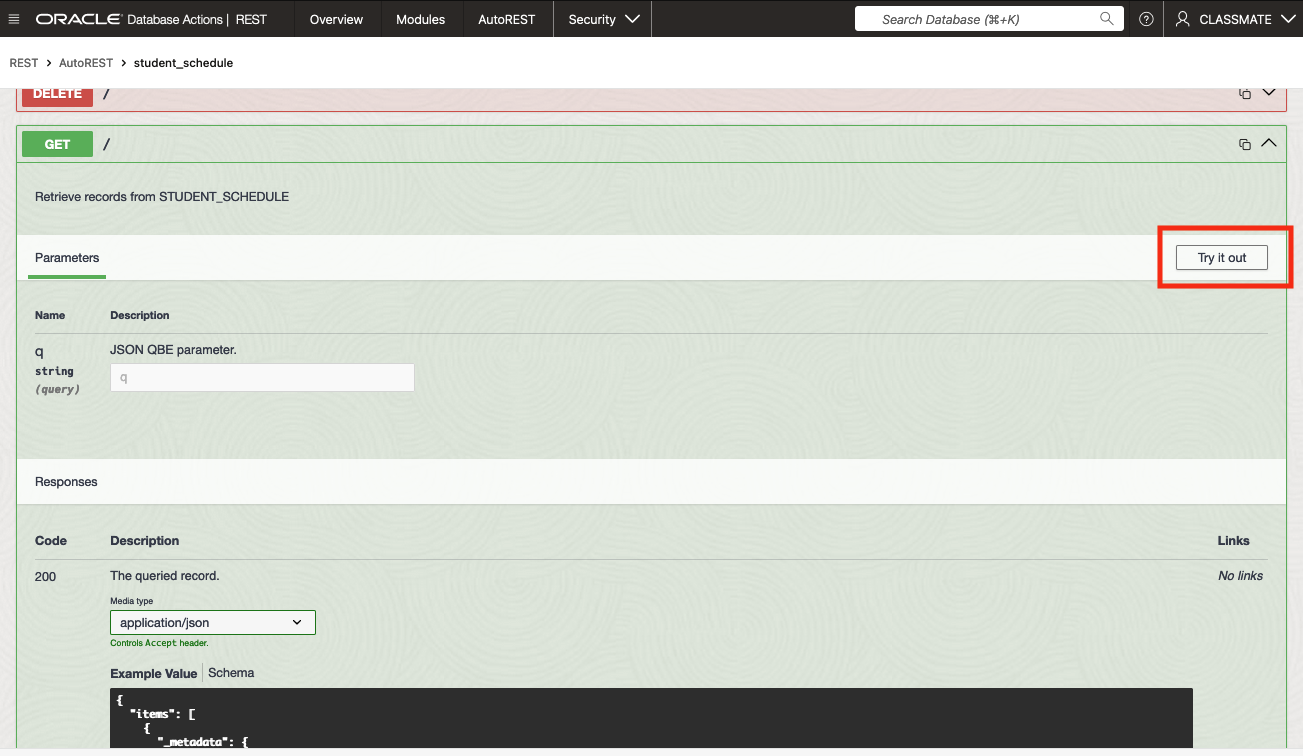 ORACLE Database Actions | REST Overview Modules AutoREST Security Search Database (⌘+K) CLASSMATE
REST > AutoREST > student_schedule
DELETE /
GET /
Retrieve records from STUDENT_SCHEDULE
Parameters Try it out
Name Description
q JSON QBE parameter.
string q
(query)
Responses
Code Description Links
200 The queried record. No links
Media type
application/json
Controls Accept header.
Example Value Schema
{
"items": [
{
"_metadata": {